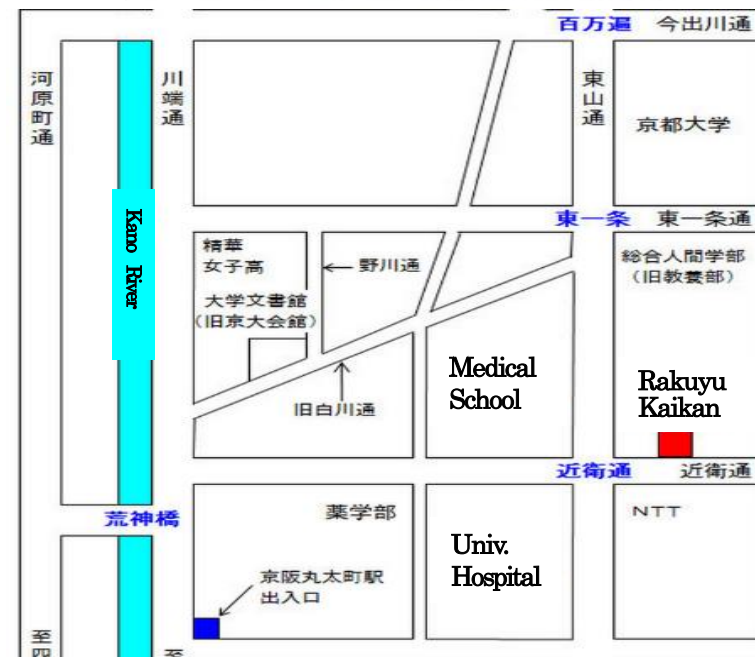 百万遍 今出川通
河原町通
川端通
東山通
京都大学
Kano River
東一条 東一条通
精華
女子高
野川通
大学文書館
(旧京大会館)
総合人間学部
(旧教養部)
Medical
School
Rakuyu
Kaikan
旧白川通
近衛通 近衛通
荒神橋
薬学部
Univ.
Hospital
NTT
京阪丸太町駅
出入口
至四
至